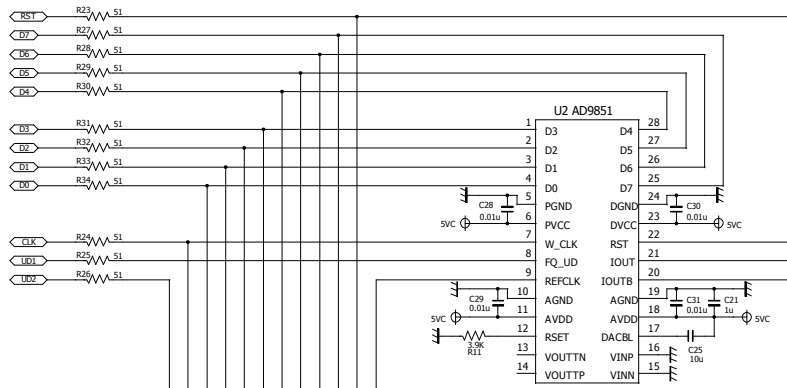 RST R23 51
D7 R27 51
D6 R28 51
D5 R29 51
D4 R30 51
U2 AD9851
D3 R31 51 1 D3 D4 28
D2 R32 51 2 D2 D5 27
D1 R33 51 3 D1 D6 26
D0 R34 51 4 D0 D7 25
C28 0.01u 5 PGND DGND 24 C30 0.01u
5VC 6 PVCC DVCC 23 5VC
CLK R24 51 7 W_CLK RST 22
UD1 R25 51 8 FQ_UD IOUT 21
UD2 R26 51 9 REFCLK IOUTB 20
C29 0.01u 10 AGND AGND 19 C31 0.01u C21 1u
5VC 11 AVDD AVDD 18 5VC
3.9K R11 12 RSET DACBL 17 C25 10u
13 VOUTTN VINP 16
14 VOUTTP VINN 15